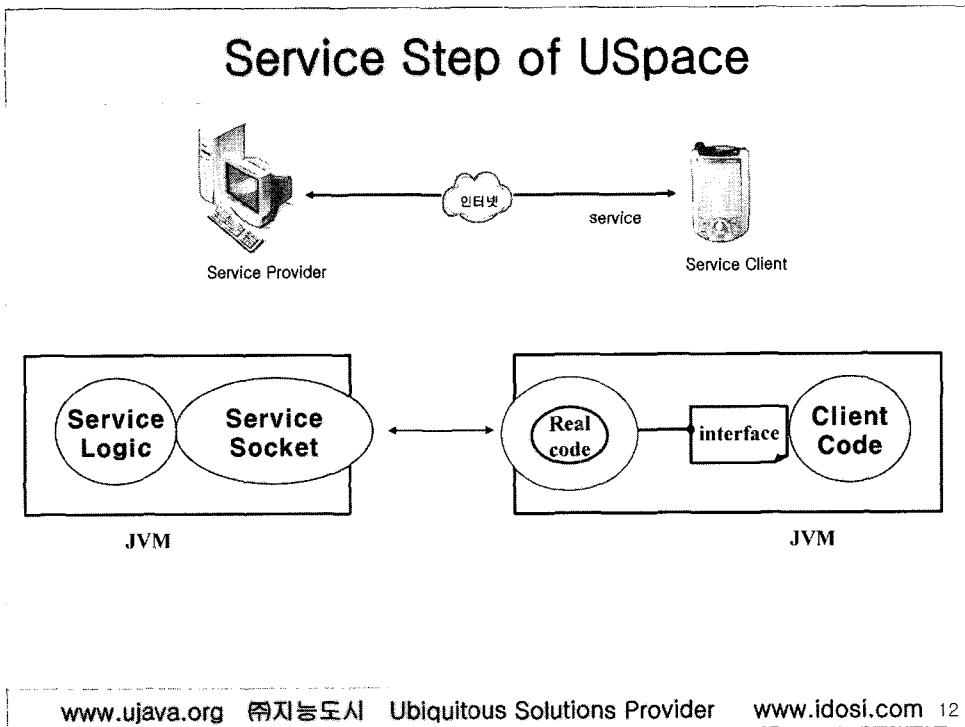 Service Step of USpace
인터넷
service
Service Provider
Service Client
Service
Logic
Service
Socket
Real
code
interface
Client
Code
JVM
JVM
www.ujava.org ㈜지능도시 Ubiquitous Solutions Provider www.idosi.com 12